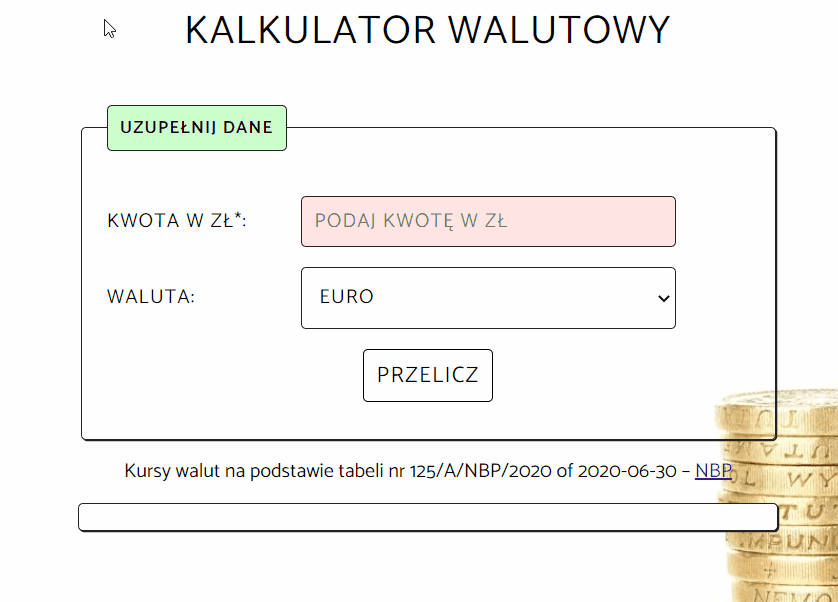 KALKULATOR WALUTOWY
UZUPEŁNIJ DANE
KWOTA W ZŁ*:
PODAJ KWOTĘ W ZŁ
WALUTA:
EURO
PRZELICZ
Kursy walut na podstawie tabeli nr 125/A/NBP/2020 of 2020-06-30 – NBP